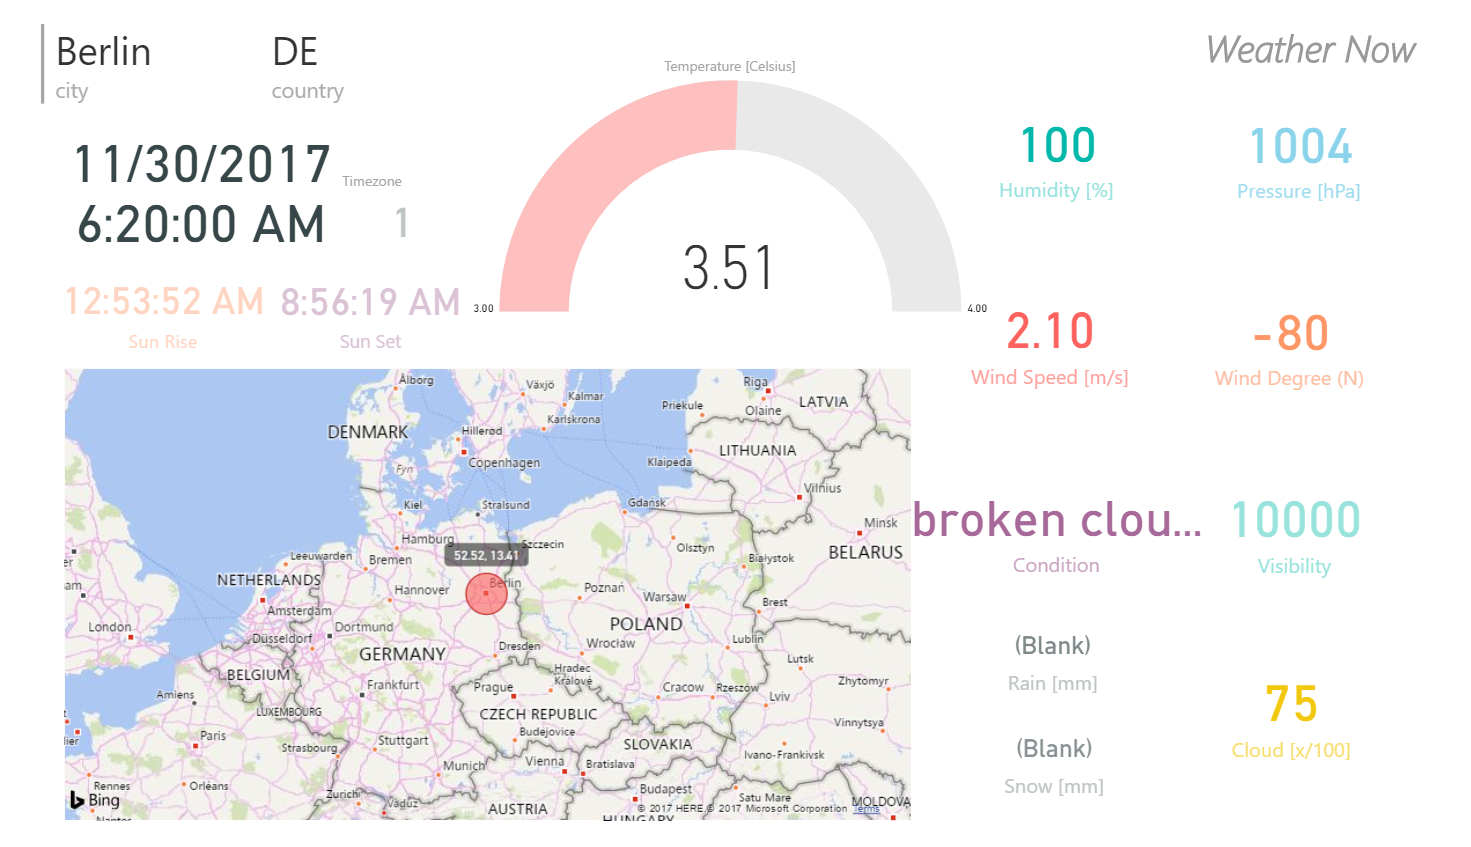 Berlin
city
DE
country
Weather Now
11/30/2017
6:20:00 AM
Timezone
1
12:53:52 AM
Sun Rise
8:56:19 AM
Sun Set
Temperature [Celsius]
3.51
3.00
4.00
100
Humidity [%]
1004
Pressure [hPa]
2.10
Wind Speed [m/s]
-80
Wind Degree (N)
broken clou...
Condition
10000
Visibility
(Blank)
Rain [mm]
75
Cloud [x/100]
(Blank)
Snow [mm]
Ålborg
Växjö
Kalmar
Karlskrona
Riga
Priekule
Olaine
LATVIA
DENMARK
Hillerød
Copenhagen
Fyn
LITHUANIA
Klaipėda
Vilnius
Kiel
Stralsund
Gdańsk
Minsk
Hamburg
Szczecin
Olsztyn
BELARUS
52.52, 13.41
Leeuwarden
Bremen
Białystok
NETHERLANDS
Hannover
Berlin
Poznań
Warsaw
Brest
Amsterdam
London
Düsseldorf
Dortmund
POLAND
Wrocław
Lublin
GERMANY
Dresden
Lutsk
BELGIUM
Frankfurt
Prague
Hradec
Králové
Cracow
Rzeszów
Zhytomyr
Amiens
LUXEMBOURG
CZECH REPUBLIC
Lviv
Vinnytsya
Paris
Strasbourg
Stuttgart
Budějovice
SLOVAKIA
Ivano-Frankivsk
Munich
Vienna
Bratislava
Rennes
Orléans
Zurich
Vaduz
AUSTRIA
Budapest
Satu Mare
MOLDOVA
HUNGARY
Nantes
Bing
© 2017 HERE, © 2017 Microsoft Corporation Terms